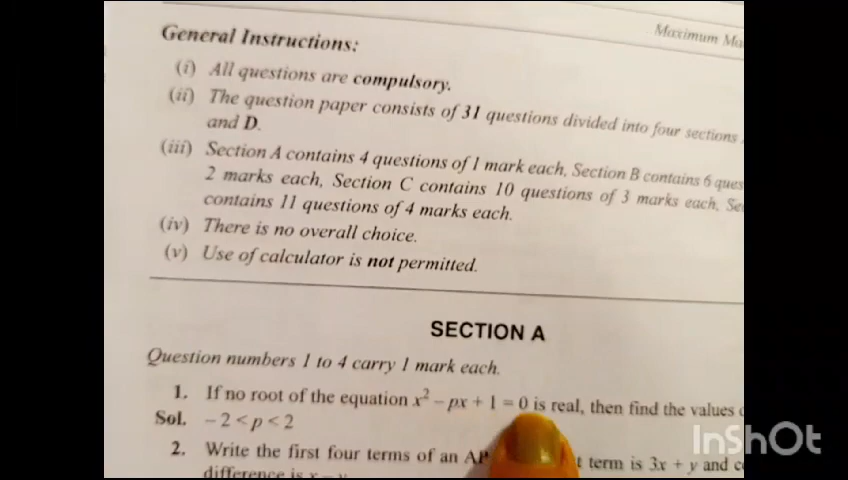 Maximum Ma
General Instructions:
(i) All questions are compulsory.
(ii) The question paper consists of 31 questions divided into four sections
and D.
(iii) Section A contains 4 questions of 1 mark each, Section B contains 6 ques
2 marks each, Section C contains 10 questions of 3 marks each, Se
contains 11 questions of 4 marks each.
(iv) There is no overall choice.
(v) Use of calculator is not permitted.
SECTION A
Question numbers 1 to 4 carry 1 mark each.
1. If no root of the equation x² – px + 1 = 0 is real, then find the values
Sol. – 2 < p < 2
2. Write the first four terms of an AP t term is 3x + y and c
difference is x – y
InShOt